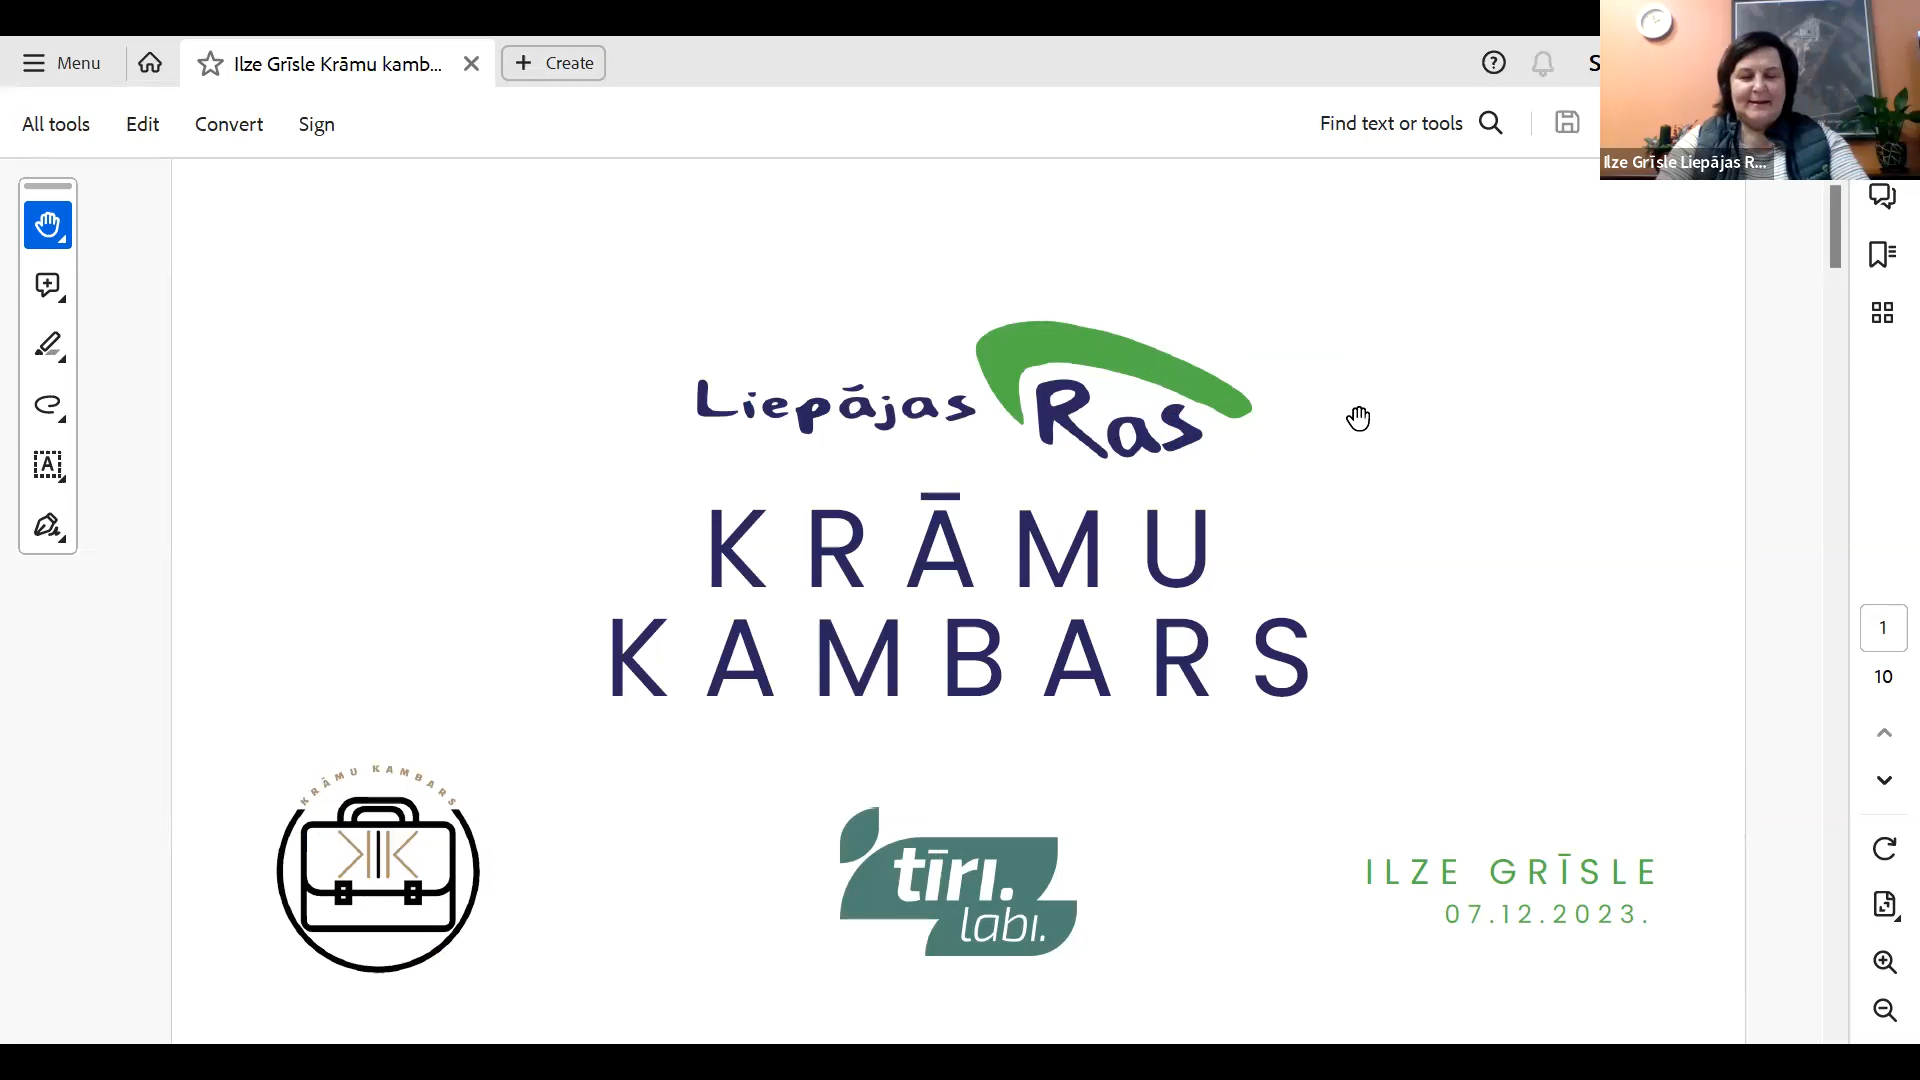 Menu
Ilze Grīsle Krāmu kamb...
Create
S
All tools
Edit
Convert
Sign
Find text or tools
Ilze Grīsle Liepājas R...
Liepājas Ras
KRĀMU
KAMBARS
KRĀMU KAMBARS
KK
tīri.
labi.
ILZE GRĪSLE
07.12.2023.
1
10